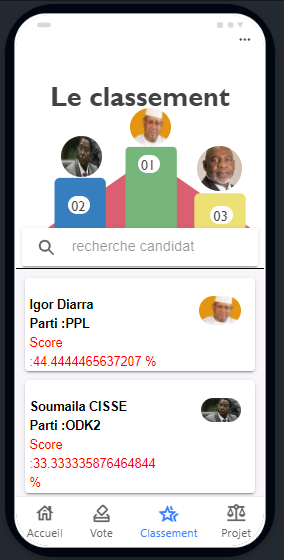 Le classement
01
02
03
recherche candidat
Igor Diarra
Parti :PPL
Score
:44.4444465637207 %
Soumaila CISSE
Parti :ODK2
Score
:33.333335876464844
%
Accueil
Vote
Classement
Projet